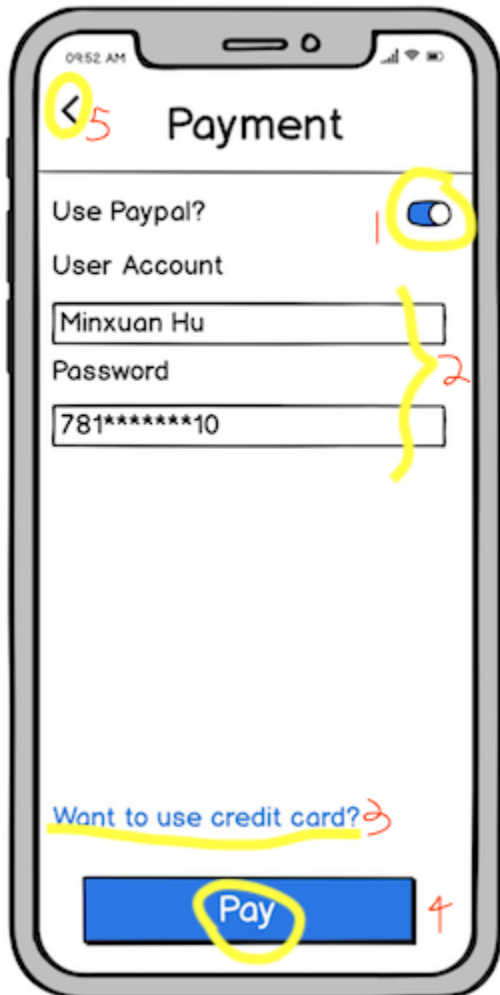 09:52 AM
5
Payment
Use Paypal?
1
User Account
Minxuan Hu
2
Password
781*******10
Want to use credit card? 3
Pay
4